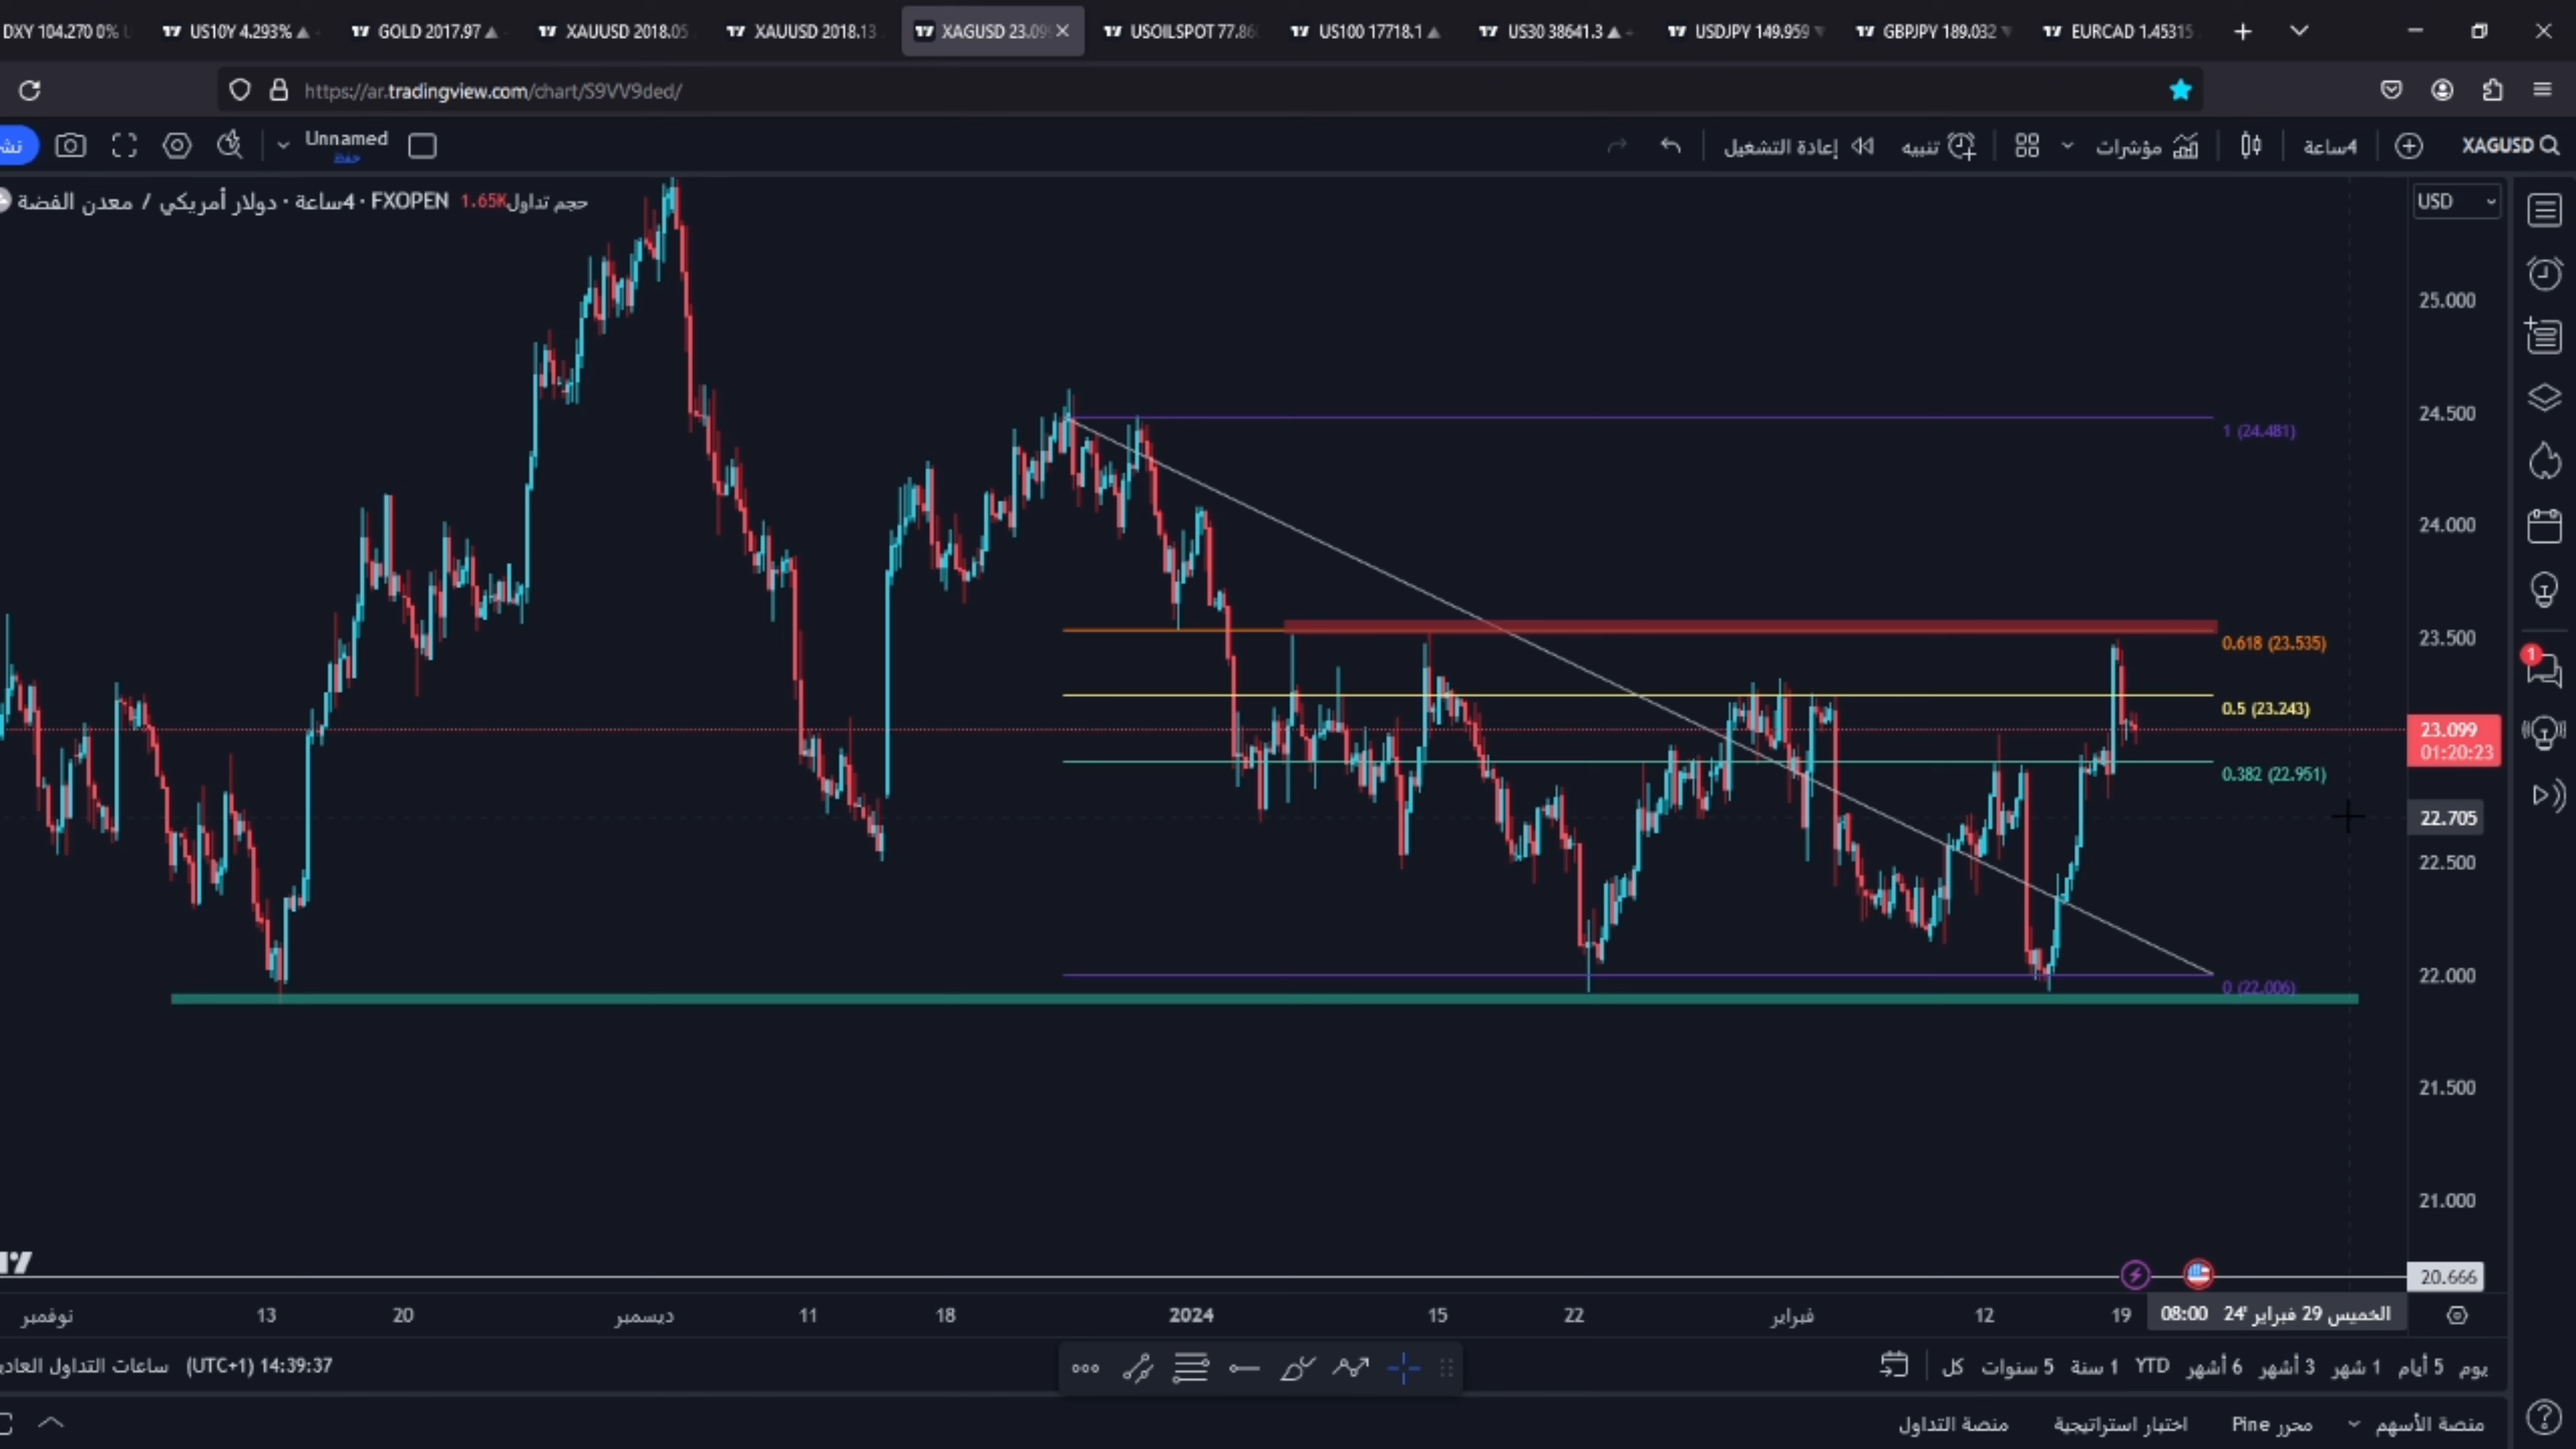 DXY 104.270 0%
US10Y 4.293%
GOLD 2017.97
XAUUSD 2018.05
XAUUSD 2018.13
XAGUSD 23.09
USOILSPOT 77.86
US100 17718.1
US30 38641.3
USDJPY 149.959
GBPJPY 189.032
EURCAD 1.45315
https://ar.tradingview.com/chart/S9VV9ded/
Unnamed
حفظ
إعادة التشغيل
تنبيه
مؤشرات
4ساعة
XAGUSD
معدن الفضة / دولار أمريكي · 4ساعة · FXOPEN
حجم تداول 1.65K
USD
25.000
24.500
1 (24.481)
24.000
23.500
0.618 (23.535)
0.5 (23.243)
23.099
01:20:23
0.382 (22.951)
22.705
22.500
22.000
0 (22.006)
21.500
21.000
20.666
1
نوفمبر
13
20
ديسمبر
11
18
2024
15
22
فبراير
12
19
الخميس 29 فبراير '24 08:00
14:39:37 (UTC+1)
يوم
5 أيام
1 شهر
3 أشهر
6 أشهر
YTD
1 سنة
5 سنوات
كل
منصة الأسهم
محرر Pine
اختبار استراتيجية
منصة التداول